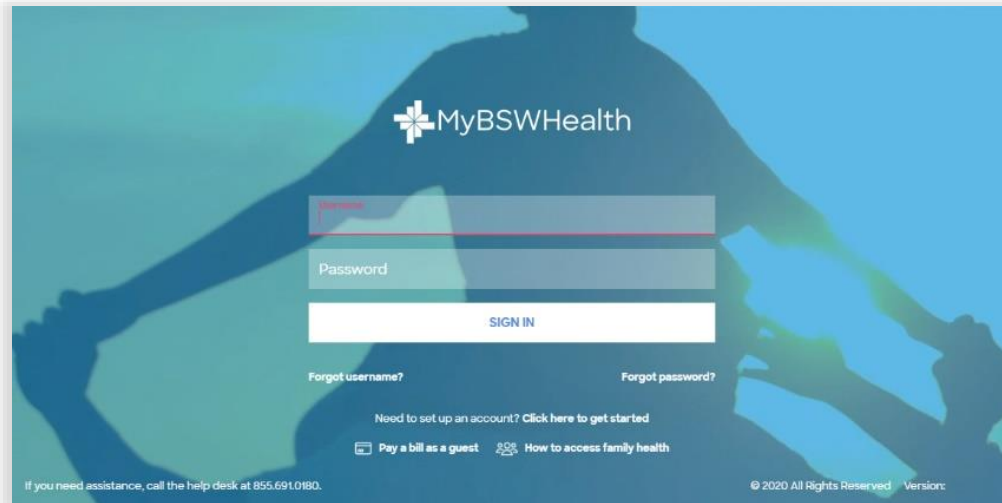 MyBSWHealth
Username
Password
SIGN IN
Forgot username? Forgot password?
Need to set up an account? Click here to get started
Pay a bill as a guest How to access family health
If you need assistance, call the help desk at 855.691.0180. © 2020 All Rights Reserved Version: